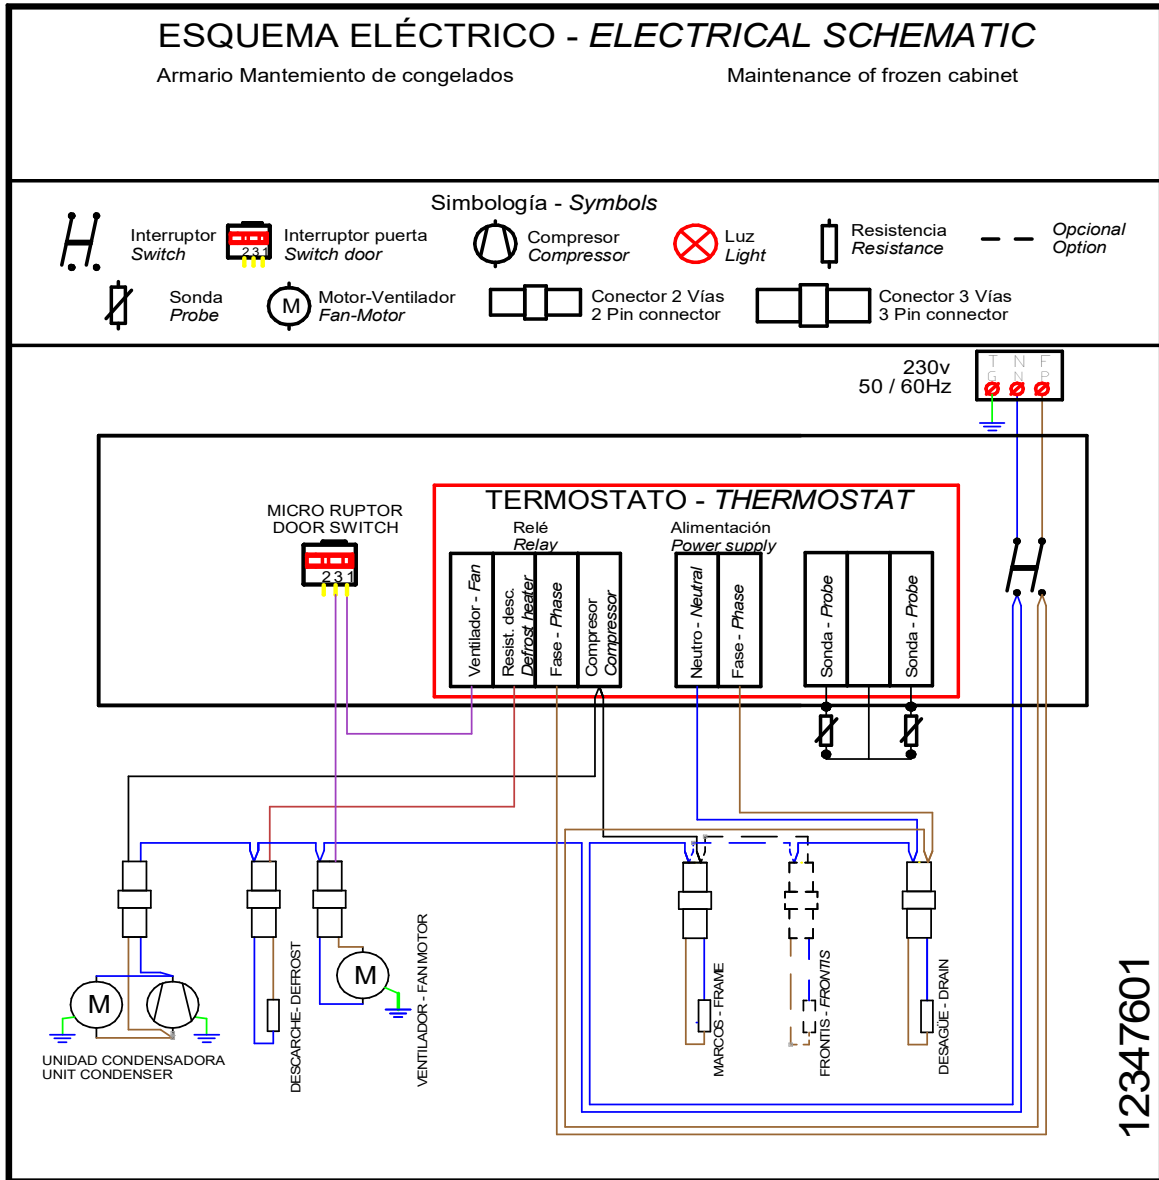 ESQUEMA ELÉCTRICO - ELECTRICAL SCHEMATIC
Armario Mantemiento de congelados
Maintenance of frozen cabinet
Simbología - Symbols
Interruptor
Switch
231
Interruptor puerta
Switch door
Compresor
Compressor
Luz
Light
Resistencia
Resistance
Opcional
Option
Sonda
Probe
M
Motor-Ventilador
Fan-Motor
Conector 2 Vías
2 Pin connector
Conector 3 Vías
3 Pin connector
230v
50 / 60Hz
T N F
G N P
TERMOSTATO - THERMOSTAT
MICRO RUPTOR
DOOR SWITCH
231
Relé
Relay
Alimentación
Power supply
Ventilador - Fan
Resist. desc.
Defrost heater
Fase - Phase
Compresor
Compressor
Neutro - Neutral
Fase - Phase
Sonda - Probe
Sonda - Probe
M
UNIDAD CONDENSADORA
UNIT CONDENSER
DESCARCHE- DEFROST
M
VENTILADOR - FAN MOTOR
MARCOS - FRAME
FRONTIS - FRONTIS
DESAGÜE - DRAIN
12347601